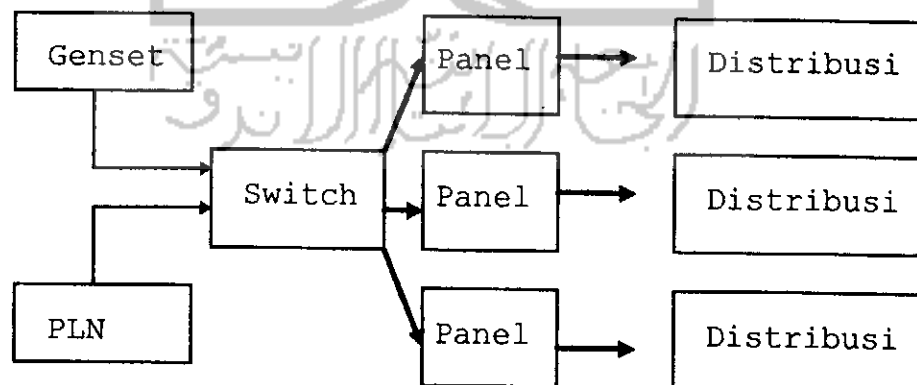 Genset
Panel
Distribusi
Switch
Panel
Distribusi
PLN
Panel
Distribusi